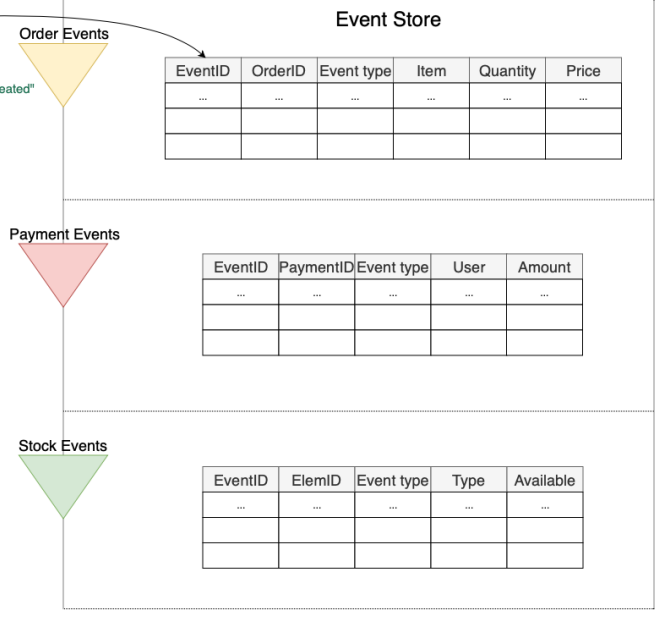 Event Store
Order Events
EventID OrderID Event type Item Quantity Price
... ... ... ... ... ...
eated"
Payment Events
EventID PaymentID Event type User Amount
... ... ... ... ...
Stock Events
EventID ElemID Event type Type Available
... ... ... ... ...